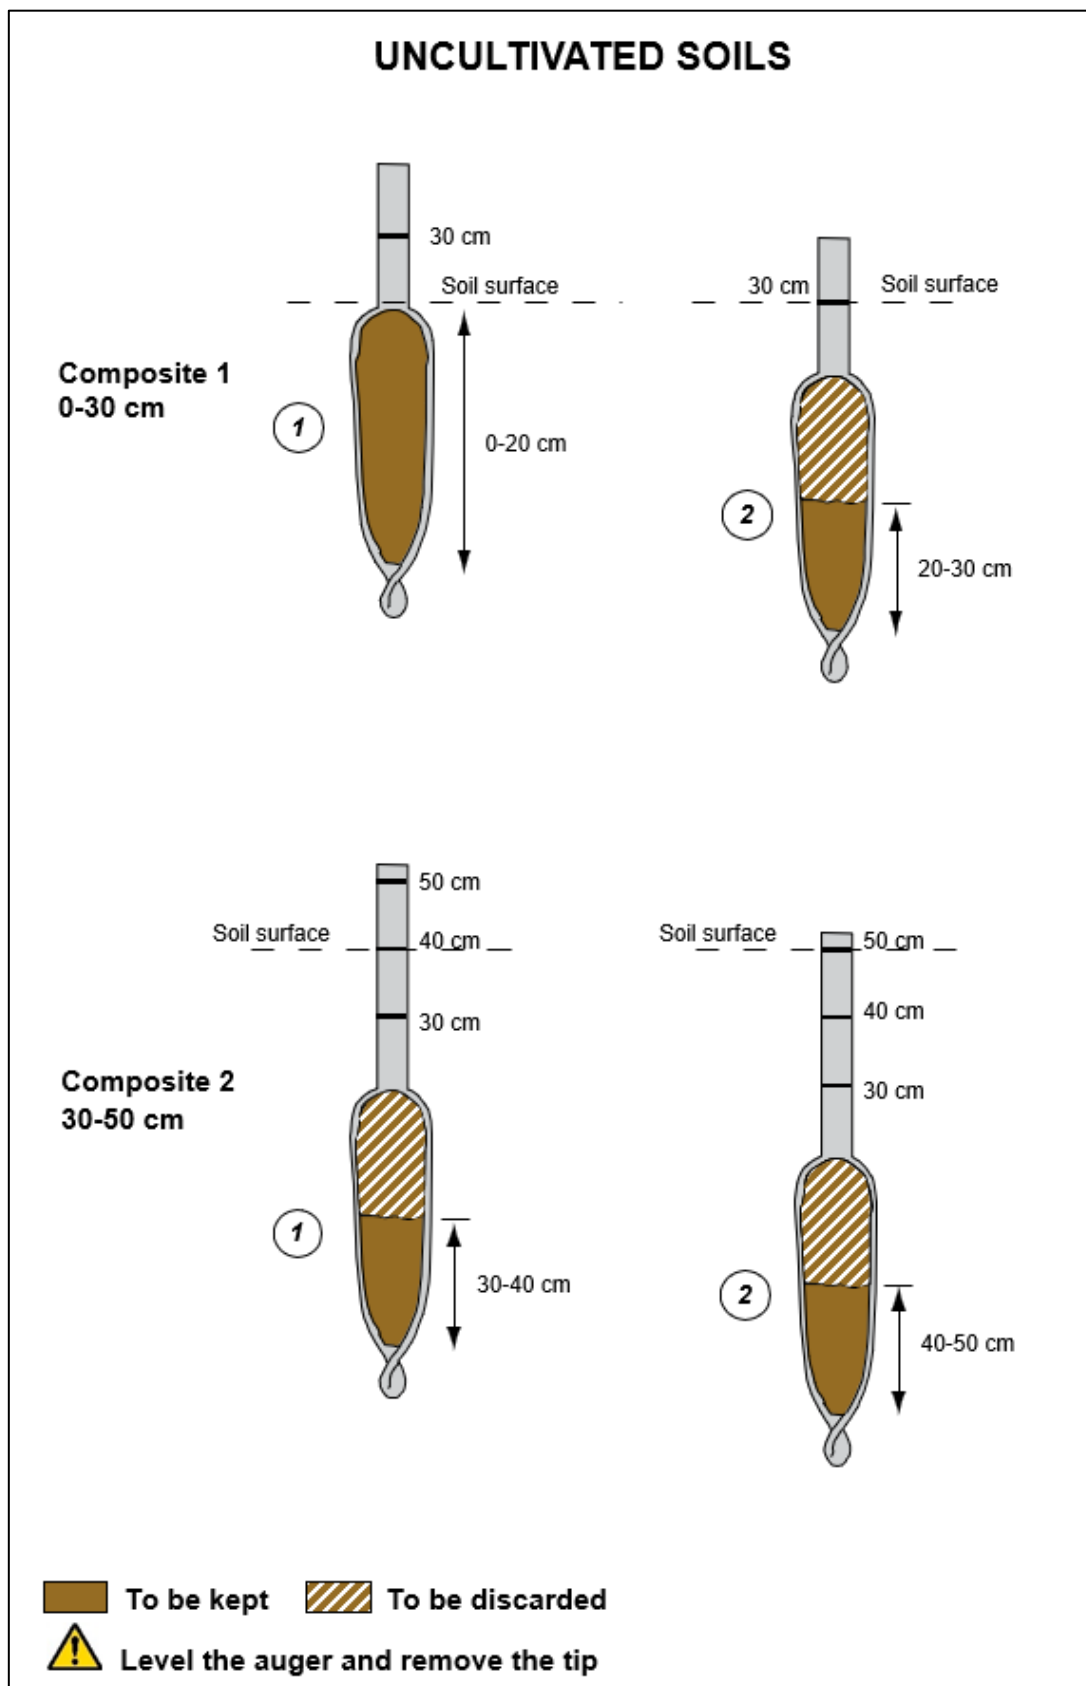 UNCULTIVATED SOILS
30 cm
Soil surface
30 cm
Soil surface
Composite 1
0-30 cm
1
0-20 cm
2
20-30 cm
50 cm
Soil surface
40 cm
30 cm
Soil surface
50 cm
40 cm
30 cm
Composite 2
30-50 cm
1
30-40 cm
2
40-50 cm
To be kept
To be discarded
Level the auger and remove the tip